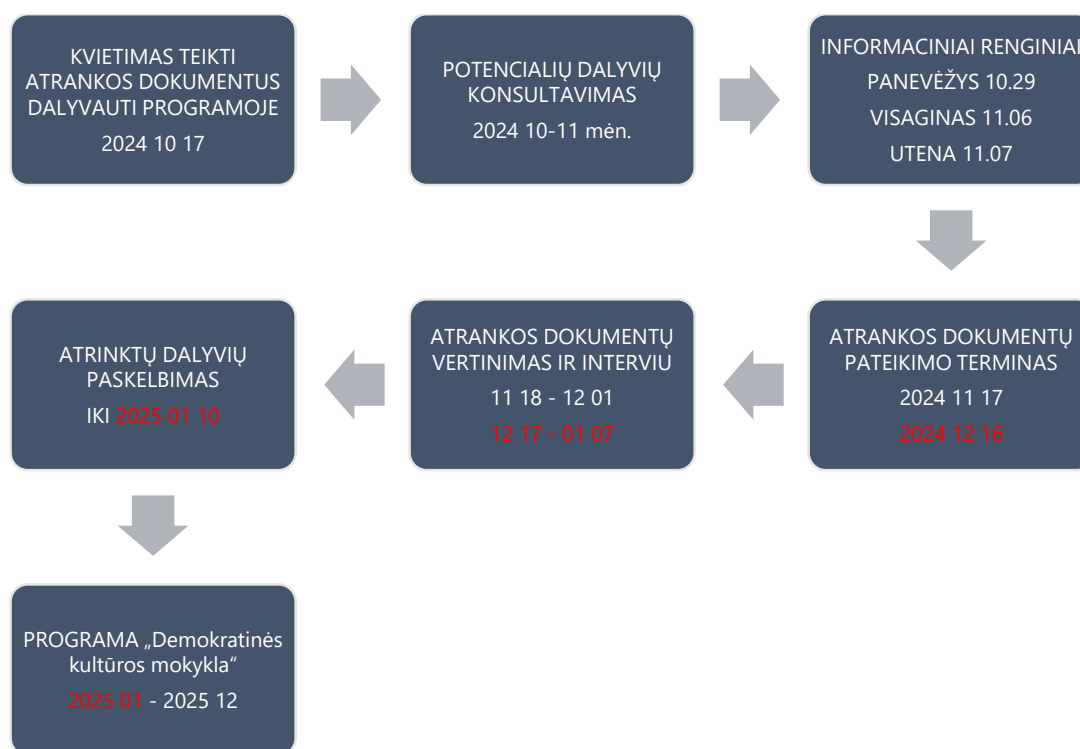 KVIETIMAS TEIKTI
ATRANKOS DOKUMENTUS
DALYVAUTI PROGRAMOJE
2024 10 17
POTENCIALIŲ DALYVIŲ
KONSULTAVIMAS
2024 10-11 mėn.
INFORMACINIAI RENGINIAI
PANEVĖŽYS 10.29
VISAGINAS 11.06
UTENA 11.07
ATRANKOS DOKUMENTŲ
PATEIKIMO TERMINAS
2024 11 17
2024 12 16
ATRANKOS DOKUMENTŲ
VERTINIMAS IR INTERVIU
11 18 - 12 01
12 17 - 01 07
ATRINKTŲ DALYVIŲ
PASKELBIMAS
IKI 2025 01 10
PROGRAMA „Demokratinės
kultūros mokykla“
2025 01 - 2025 12